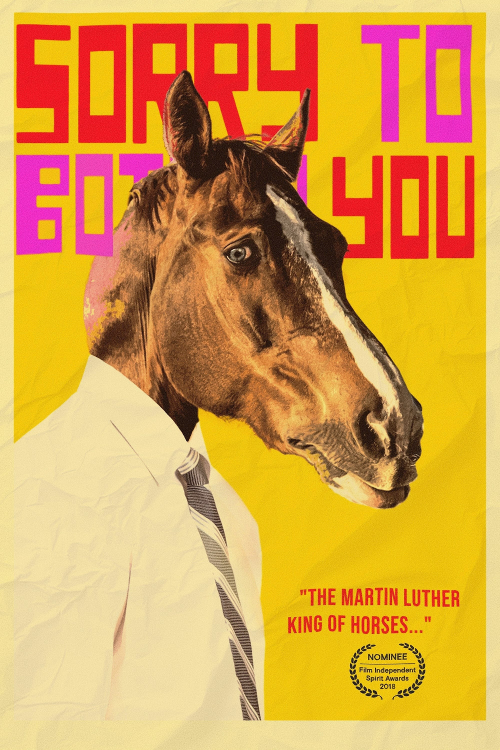 SORRY TO
YOU
"THE MARTIN LUTHER
KING OF HORSES..."
NOMINEE
Film Independent
Spirit Awards
2018